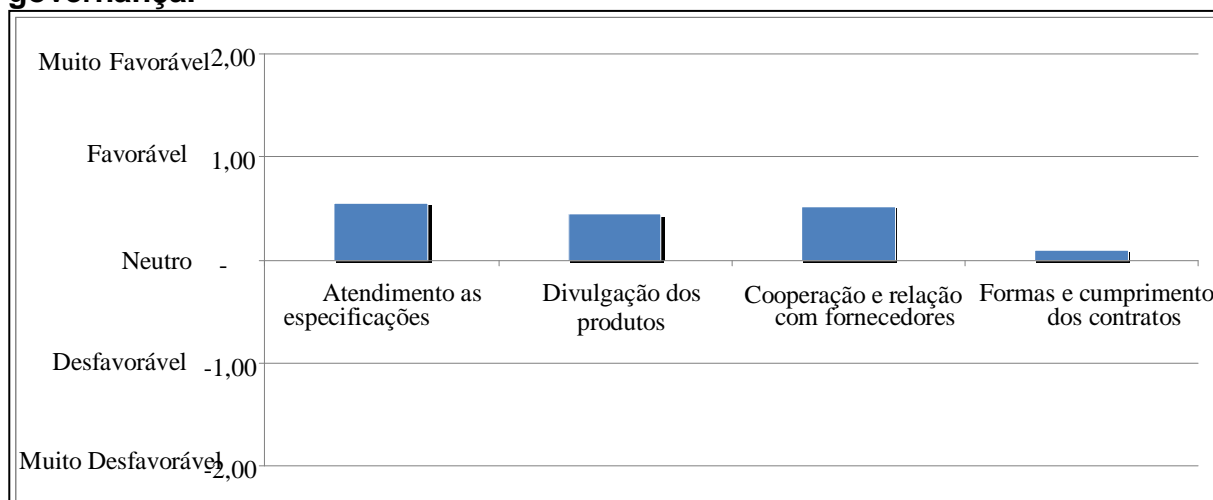 governança.
Muito Favorável 2,00
Favorável 1,00
Neutro -
Atendimento as
especificações
Divulgação dos
produtos
Cooperação e relação
com fornecedores
Formas e cumprimento
dos contratos
Desfavorável -1,00
Muito Desfavorável -2,00